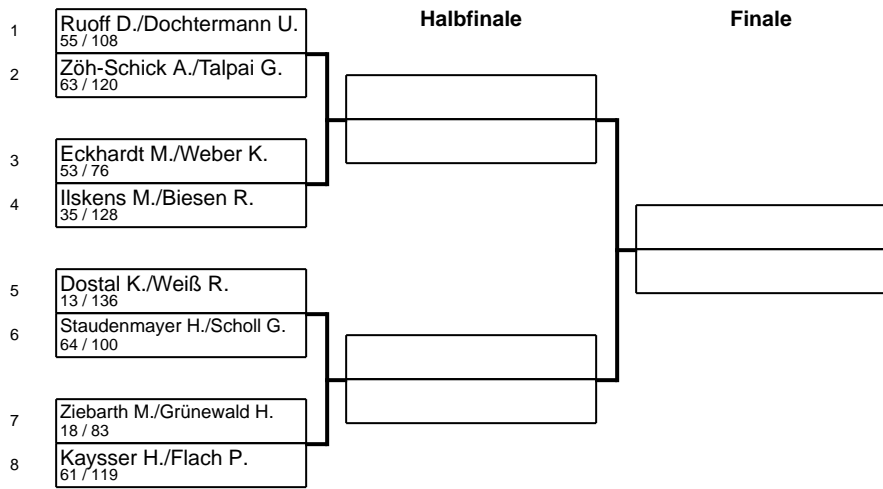 Halbfinale
Finale
1
Ruoff D./Dochtermann U.
55 / 108
2
Zöh-Schick A./Talpai G.
63 / 120
3
Eckhardt M./Weber K.
53 / 76
4
Ilskens M./Biesen R.
35 / 128
5
Dostal K./Weiß R.
13 / 136
6
Staudenmayer H./Scholl G.
64 / 100
7
Ziebarth M./Grünewald H.
18 / 83
8
Kaysser H./Flach P.
61 / 119